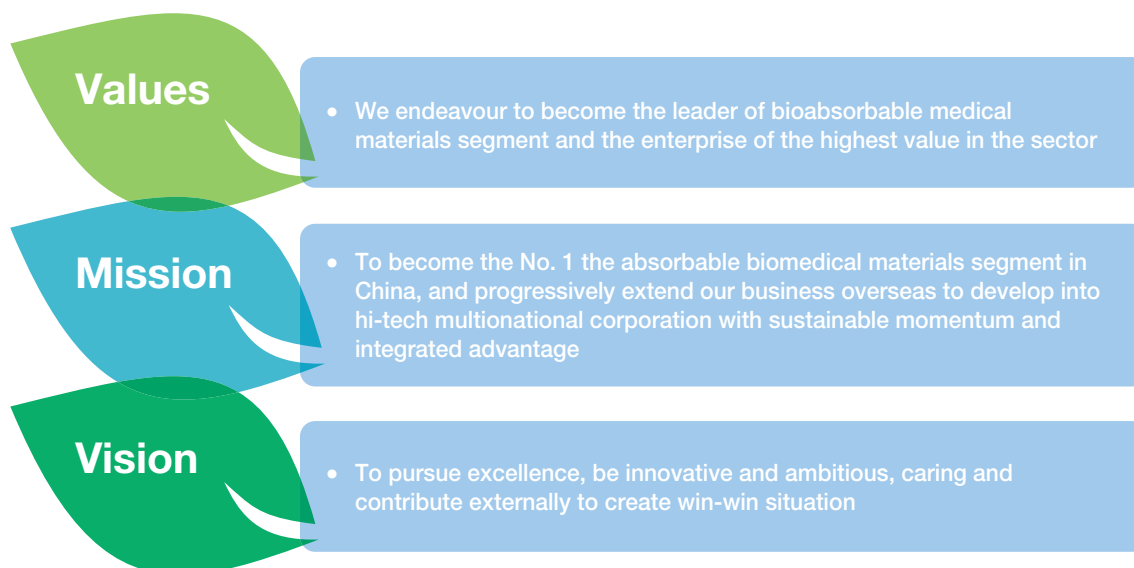 Values
• We endeavour to become the leader of bioabsorbable medical
materials segment and the enterprise of the highest value in the sector
Mission
• To become the No. 1 the absorbable biomedical materials segment in
China, and progressively extend our business overseas to develop into
hi-tech multionational corporation with sustainable momentum and
integrated advantage
Vision
• To pursue excellence, be innovative and ambitious, caring and
contribute externally to create win-win situation